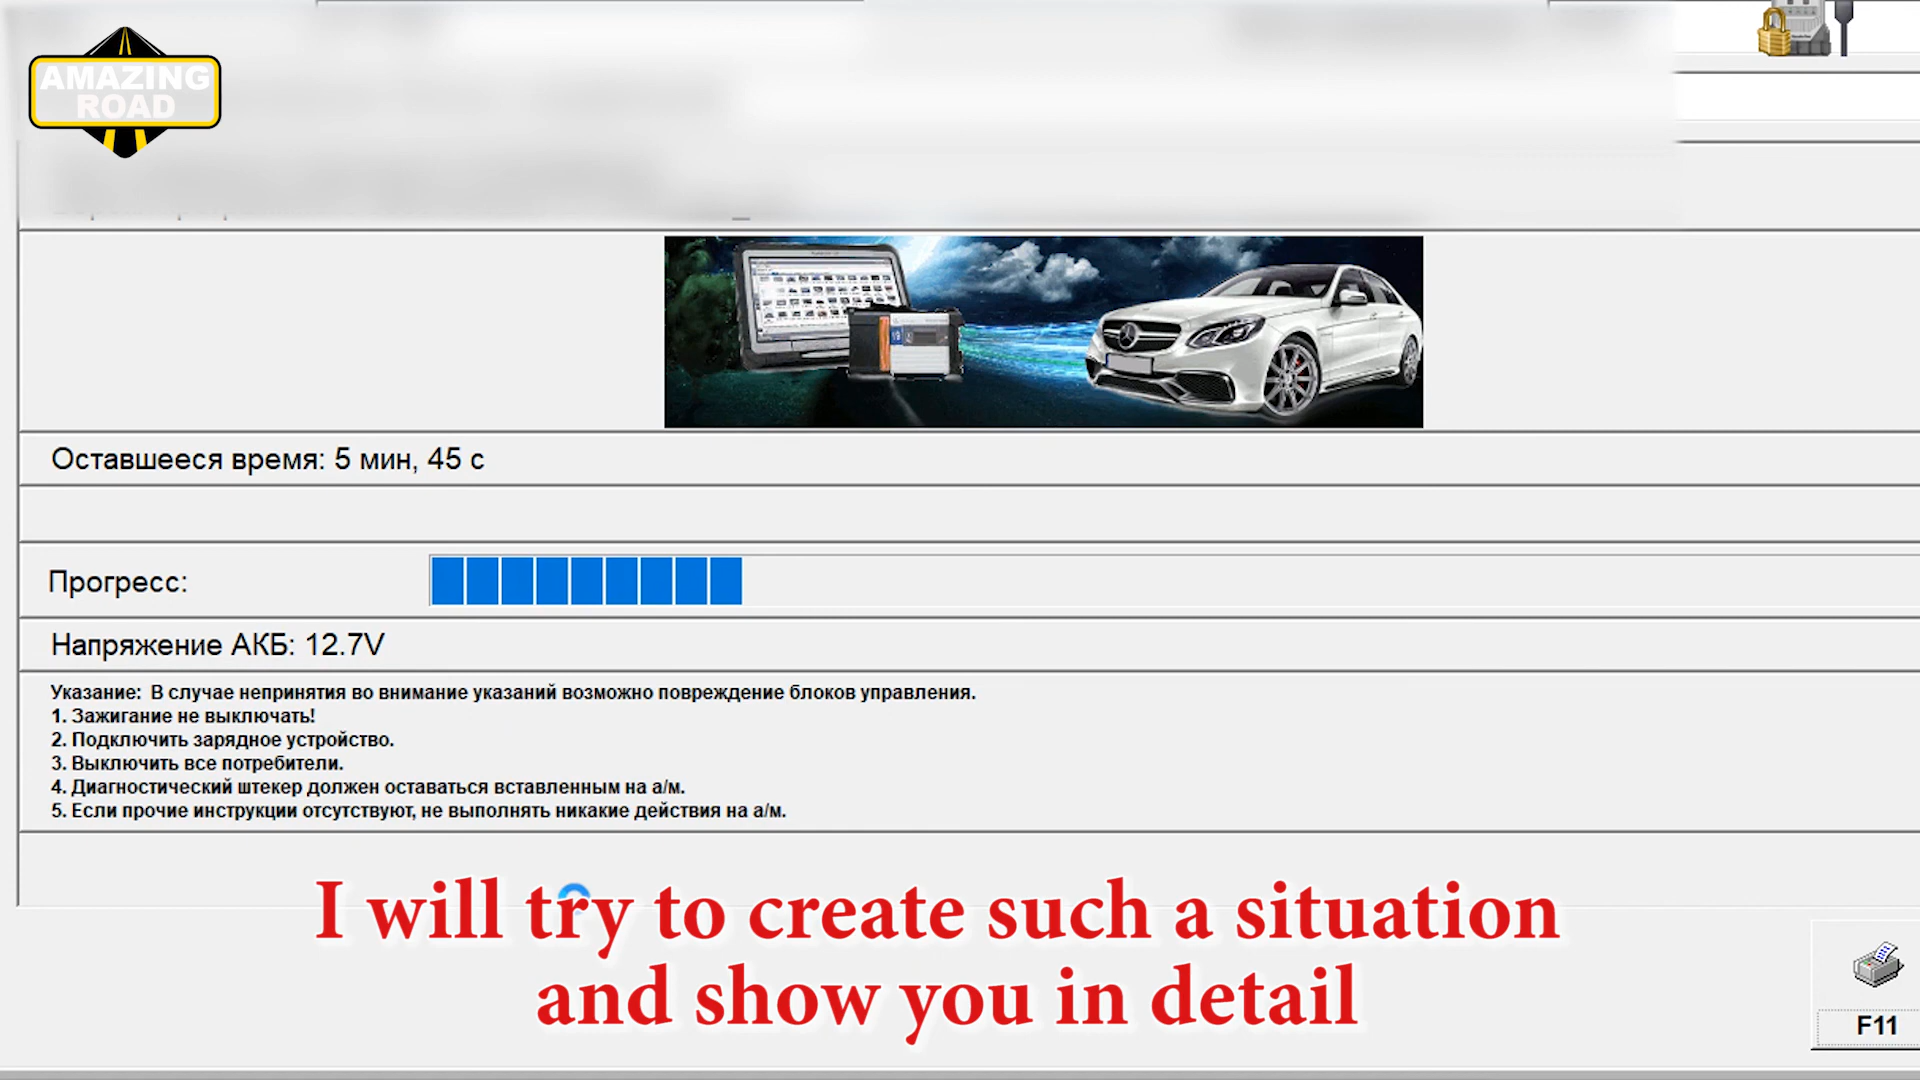 AMAZING
ROAD
Оставшееся время: 5 мин, 45 с
Прогресс:
Напряжение АКБ: 12.7V
Указание: В случае непринятия во внимание указаний возможно повреждение блоков управления.
1. Зажигание не выключать!
2. Подключить зарядное устройство.
3. Выключить все потребители.
4. Диагностический штекер должен оставаться вставленным на а/м.
5. Если прочие инструкции отсутствуют, не выполнять никакие действия на а/м.
I will try to create such a situation
and show you in detail
F11